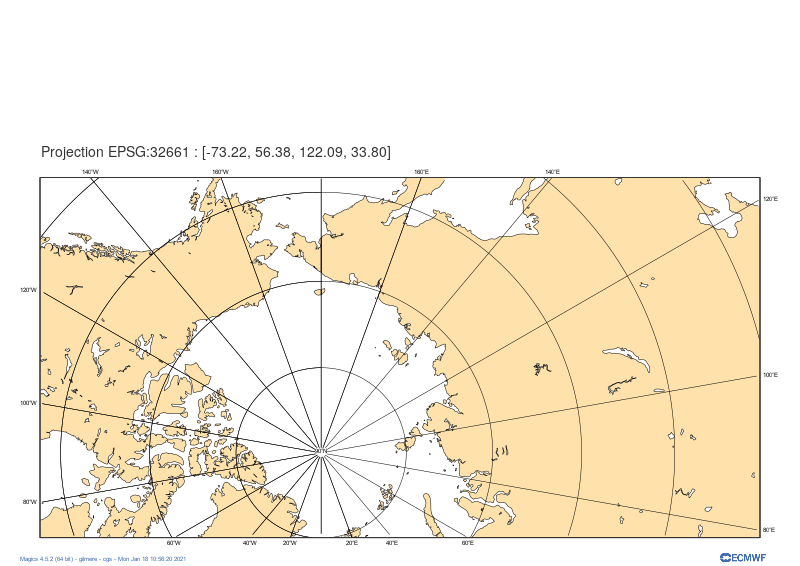 Projection EPSG:32661 : [-73.22, 56.38, 122.09, 33.80]
140°W 160°W 160°E 140°E
120°E
120°W
100°E
100°W
90°N
80°W
80°E
60°W 40°W 20°W 20°E 40°E 60°E
Magics 4.5.2 (64 bit) - gilmere - cgs - Mon Jan 18 10:56:20 2021
ECMWF